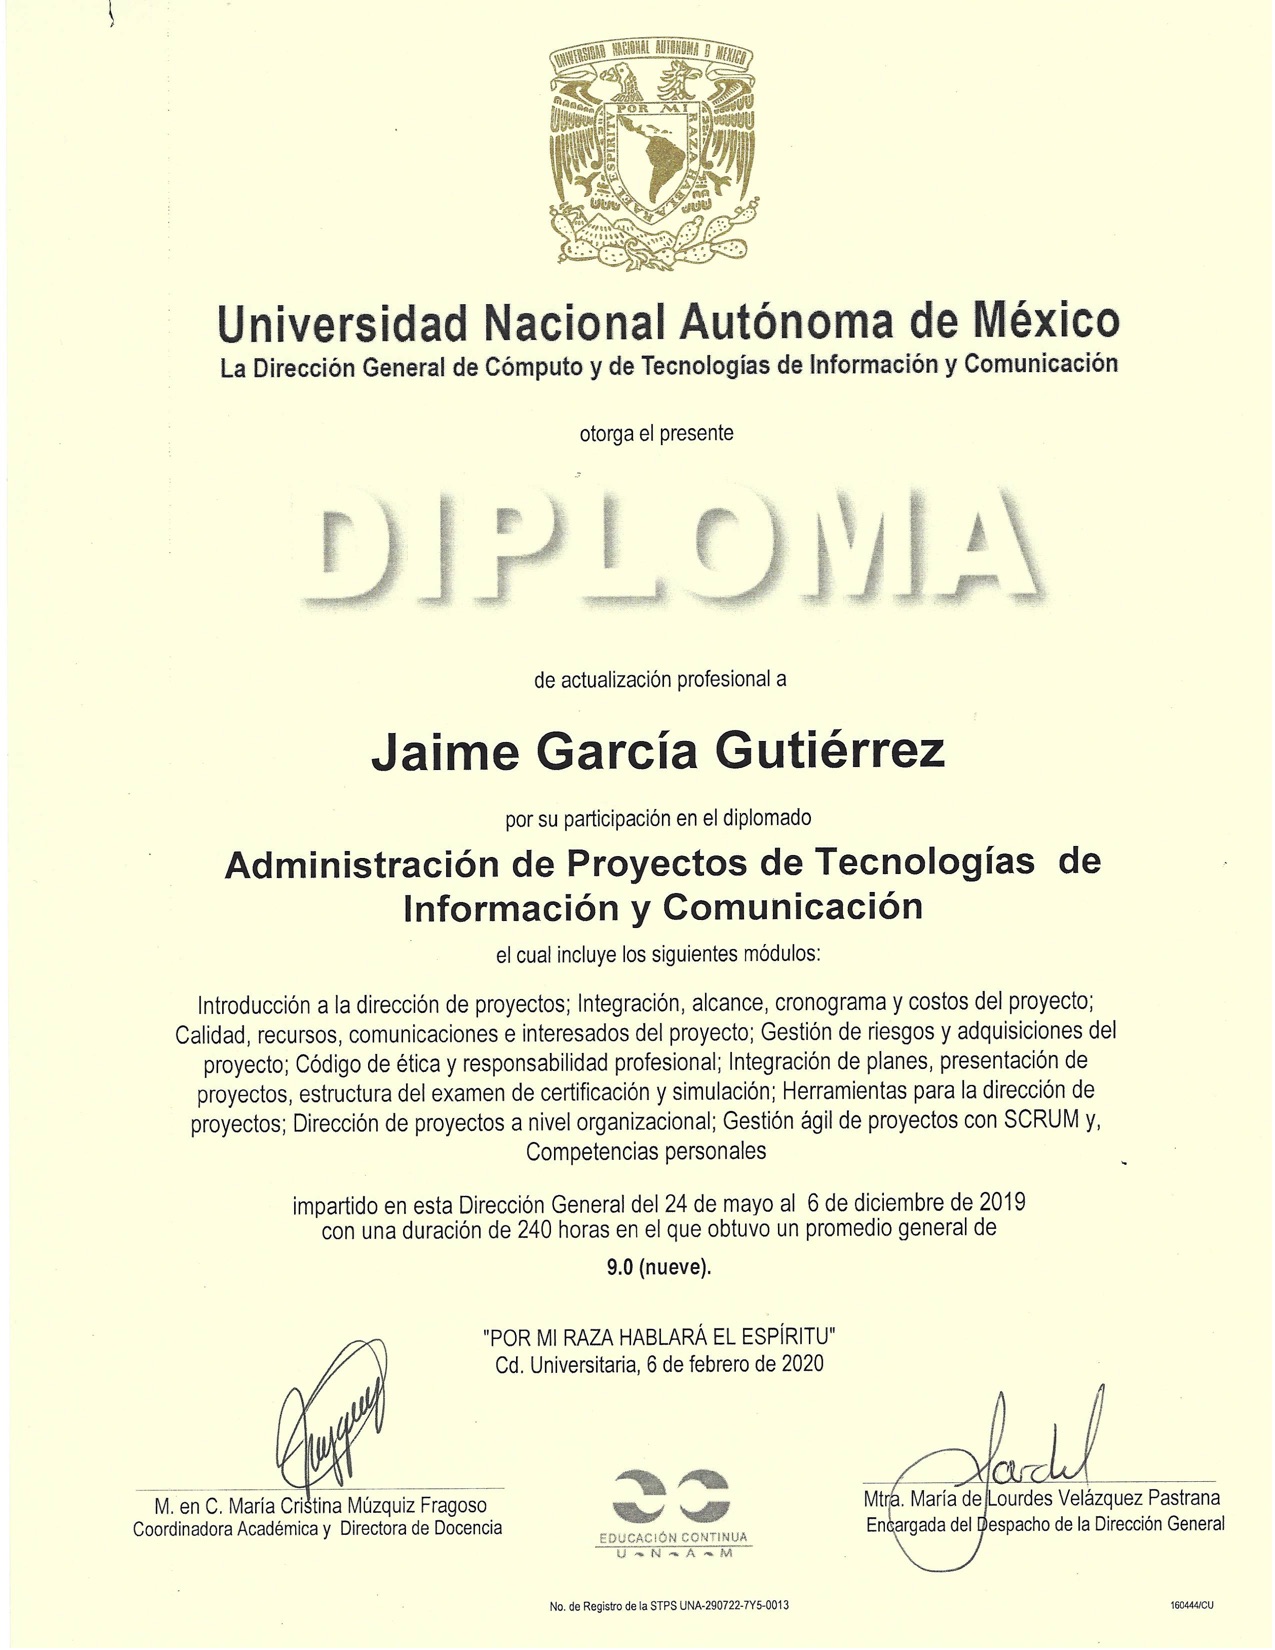 UNIVERSIDAD NACIONAL AUTONOMA D MEXICO
POR MI RAZA HABLARA EL ESPIRITU
Universidad Nacional Autónoma de México
La Dirección General de Cómputo y de Tecnologías de Información y Comunicación
otorga el presente
DIPLOMA
de actualización profesional a
Jaime García Gutiérrez
por su participación en el diplomado
Administración de Proyectos de Tecnologías de
Información y Comunicación
el cual incluye los siguientes módulos:
Introducción a la dirección de proyectos; Integración, alcance, cronograma y costos del proyecto;
Calidad, recursos, comunicaciones e interesados del proyecto; Gestión de riesgos y adquisiciones del
proyecto; Código de ética y responsabilidad profesional; Integración de planes, presentación de
proyectos, estructura del examen de certificación y simulación; Herramientas para la dirección de
proyectos; Dirección de proyectos a nivel organizacional; Gestión ágil de proyectos con SCRUM y,
Competencias personales
impartido en esta Dirección General del 24 de mayo al 6 de diciembre de 2019
con una duración de 240 horas en el que obtuvo un promedio general de
9.0 (nueve).
"POR MI RAZA HABLARÁ EL ESPÍRITU"
Cd. Universitaria, 6 de febrero de 2020
M. en C. María Cristina Múzquiz Fragoso
Coordinadora Académica y Directora de Docencia
EDUCACIÓN CONTINUA
U~N~A~M
Mtra. María de Lourdes Velázquez Pastrana
Encargada del Despacho de la Dirección General
No. de Registro de la STPS UNA-290722-7Y5-0013
160444/CU